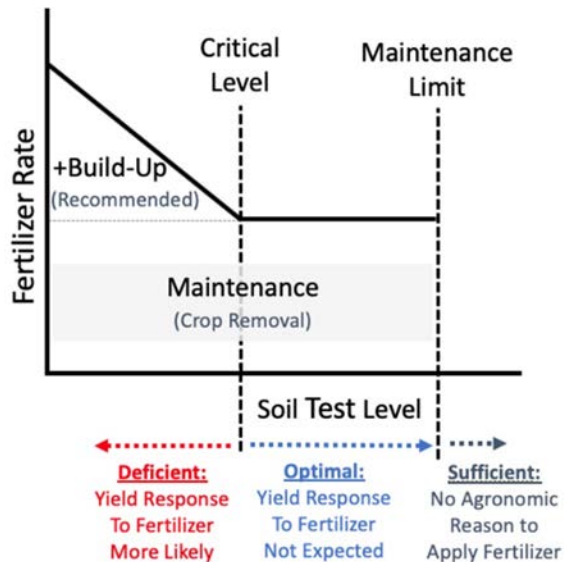 Critical
Level
Maintenance
Limit
Fertilizer Rate
+Build-Up
(Recommended)
Maintenance
(Crop Removal)
Soil Test Level
Deficient:
Yield Response
To Fertilizer
More Likely
Optimal:
Yield Response
To Fertilizer
Not Expected
Sufficient:
No Agronomic
Reason to
Apply Fertilizer